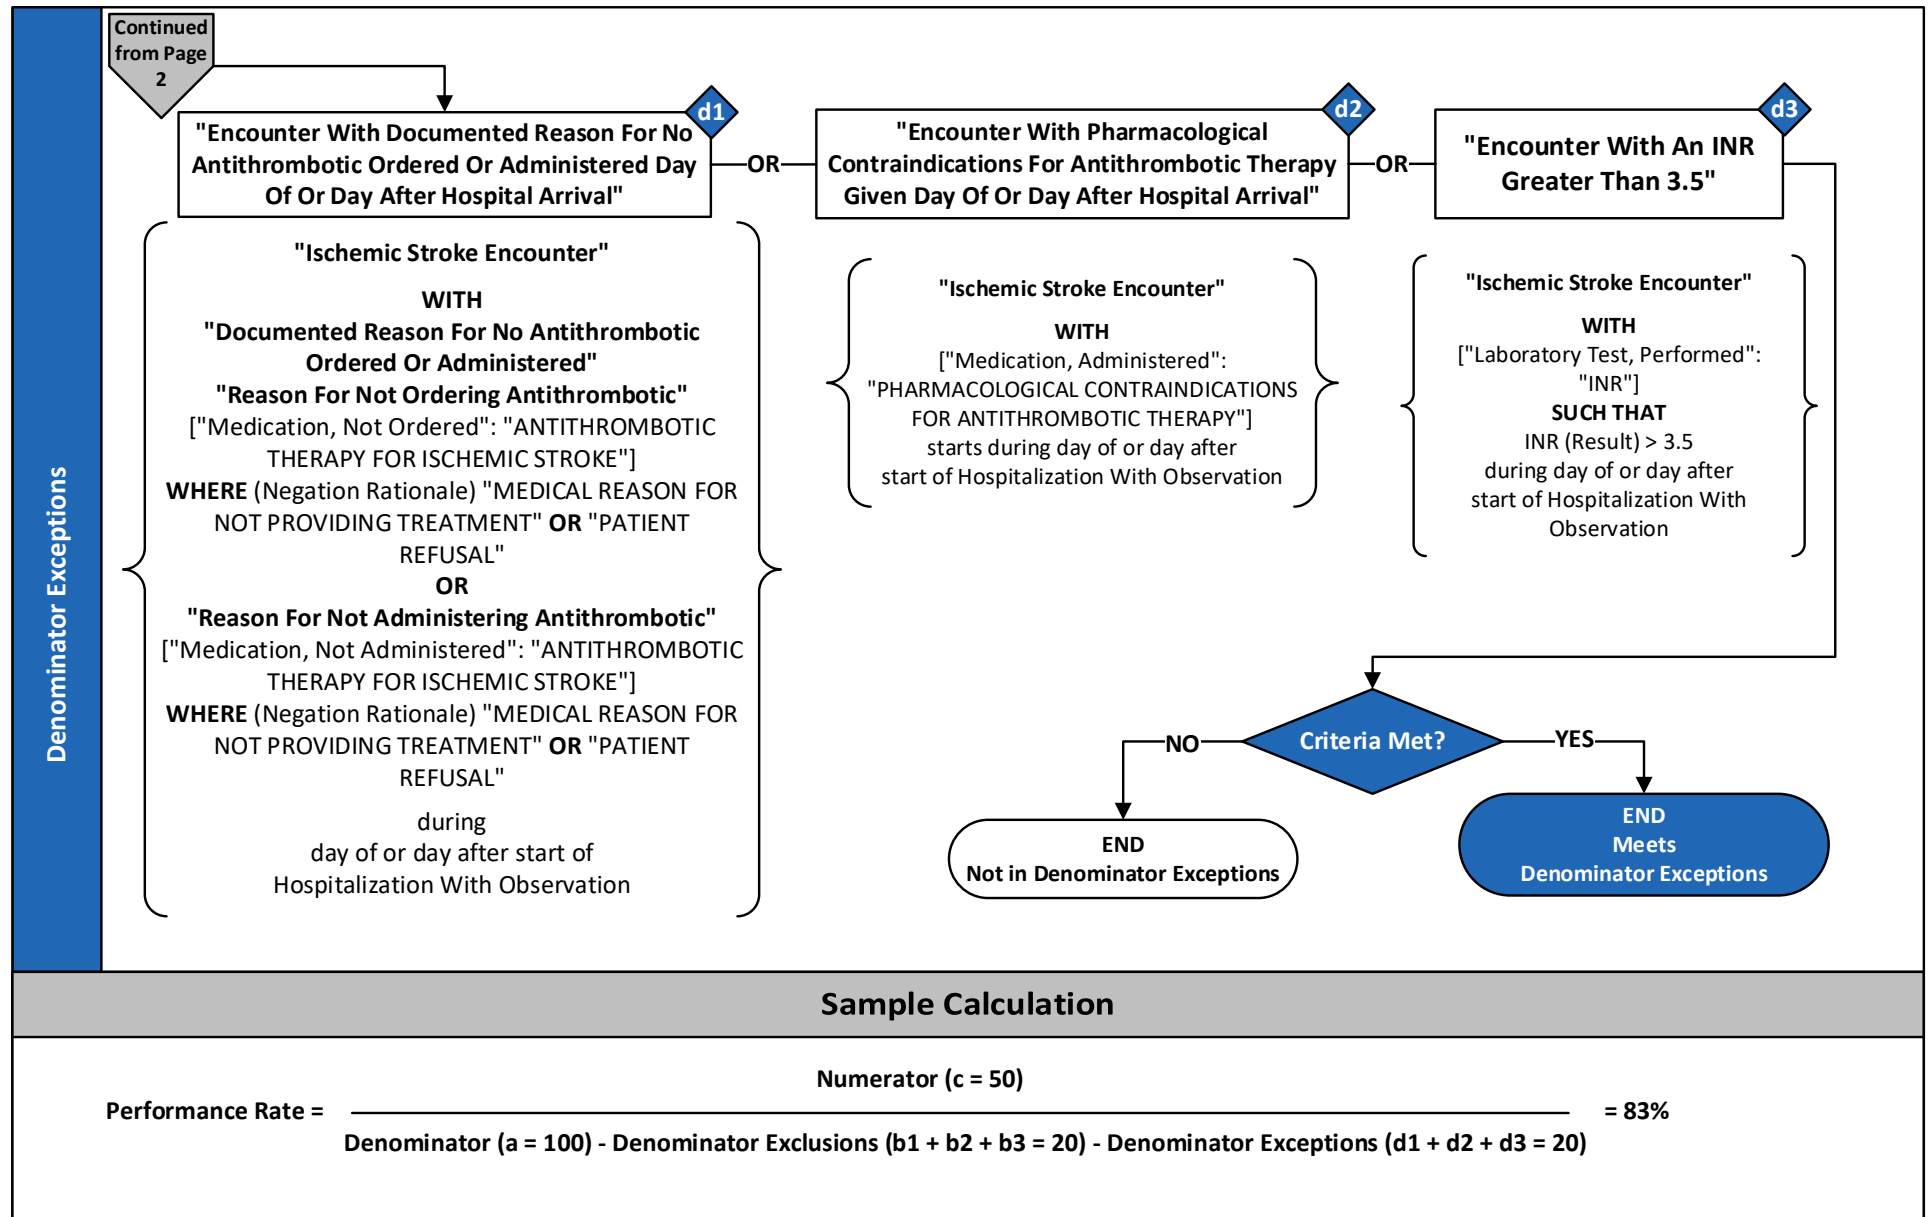 Denominator Exceptions
Continued
from Page
2
d1
"Encounter With Documented Reason For No
Antithrombotic Ordered Or Administered Day
Of Or Day After Hospital Arrival"
OR
d2
"Encounter With Pharmacological
Contraindications For Antithrombotic Therapy
Given Day Of Or Day After Hospital Arrival"
OR
d3
"Encounter With An INR
Greater Than 3.5"
"Ischemic Stroke Encounter"
WITH
"Documented Reason For No Antithrombotic
Ordered Or Administered"
"Reason For Not Ordering Antithrombotic"
["Medication, Not Ordered": "ANTITHROMBOTIC
THERAPY FOR ISCHEMIC STROKE"]
WHERE (Negation Rationale) "MEDICAL REASON FOR
NOT PROVIDING TREATMENT" OR "PATIENT
REFUSAL"
OR
"Reason For Not Administering Antithrombotic"
["Medication, Not Administered": "ANTITHROMBOTIC
THERAPY FOR ISCHEMIC STROKE"]
WHERE (Negation Rationale) "MEDICAL REASON FOR
NOT PROVIDING TREATMENT" OR "PATIENT
REFUSAL"
during
day of or day after start of
Hospitalization With Observation
"Ischemic Stroke Encounter"
WITH
["Medication, Administered":
"PHARMACOLOGICAL CONTRAINDICATIONS
FOR ANTITHROMBOTIC THERAPY"]
starts during day of or day after
start of Hospitalization With Observation
"Ischemic Stroke Encounter"
WITH
["Laboratory Test, Performed":
"INR"]
SUCH THAT
INR (Result) > 3.5
during day of or day after
start of Hospitalization With
Observation
Criteria Met?
NO
YES
END
Not in Denominator Exceptions
END
Meets
Denominator Exceptions
Sample Calculation
Numerator (c = 50)
Performance Rate = = 83%
Denominator (a = 100) - Denominator Exclusions (b1 + b2 + b3 = 20) - Denominator Exceptions (d1 + d2 + d3 = 20)